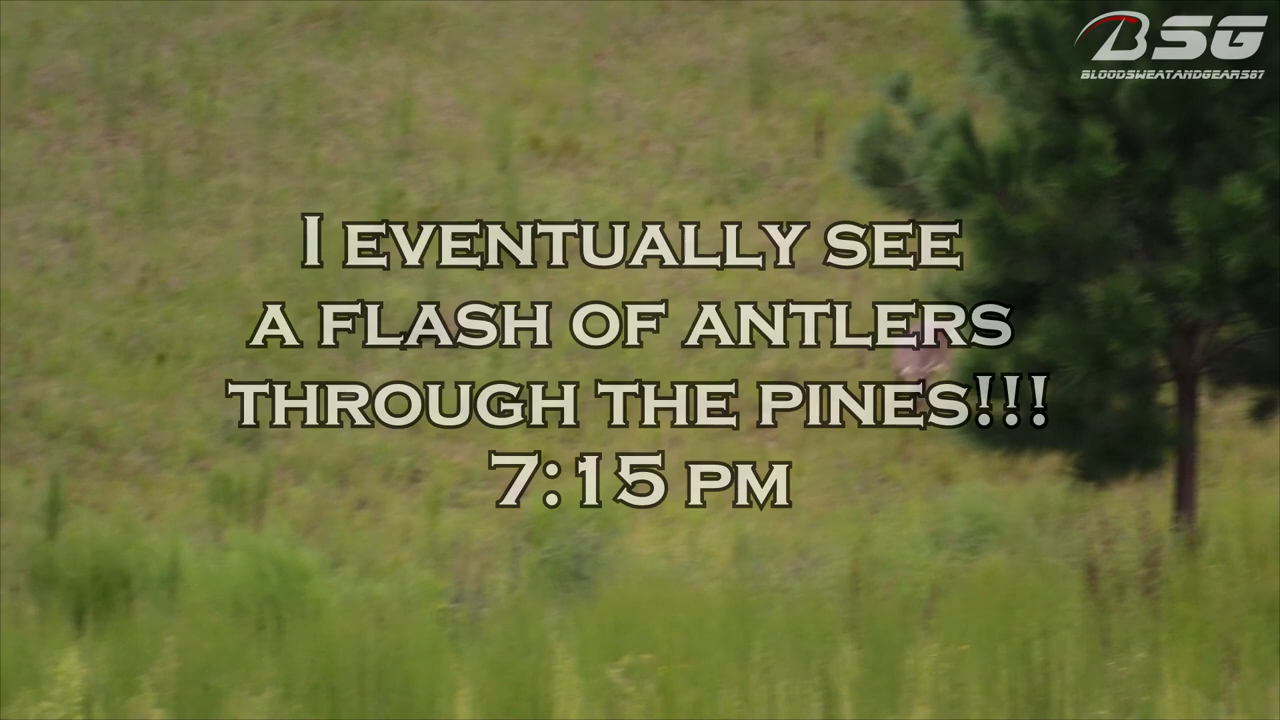 BSG
BLOODSWEATANDGEARS87
I EVENTUALLY SEE
A FLASH OF ANTLERS
THROUGH THE PINES!!!
7:15 PM